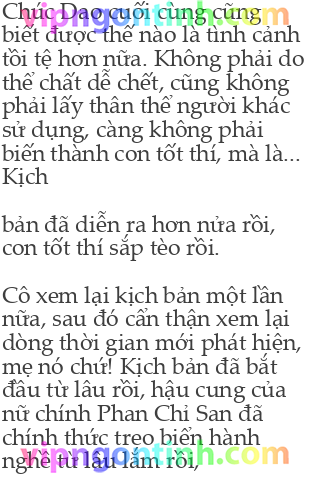 Chúc Dao cuối cùng cũng
biết được thế nào là tình cảnh
tồi tệ hơn nữa. Không phải do
thể chất dễ chết, cũng không
phải lấy thân thể người khác
sử dụng, càng không phải
biến thành con tốt thí, mà là...
Kịch
bản đã diễn ra hơn nửa rồi,
con tốt thí sắp tèo rồi.
Cô xem lại kịch bản một lần
nữa, sau đó cẩn thận xem lại
dòng thời gian mới phát hiện,
mẹ nó chứ! Kịch bản đã bắt
đầu từ lâu rồi, hậu cung của
nữ chính Phan Chỉ San đã
chính thức treo biển hành
nghề từ lâu lắm rồi,
vipngontinh.com
vipngontinh.com